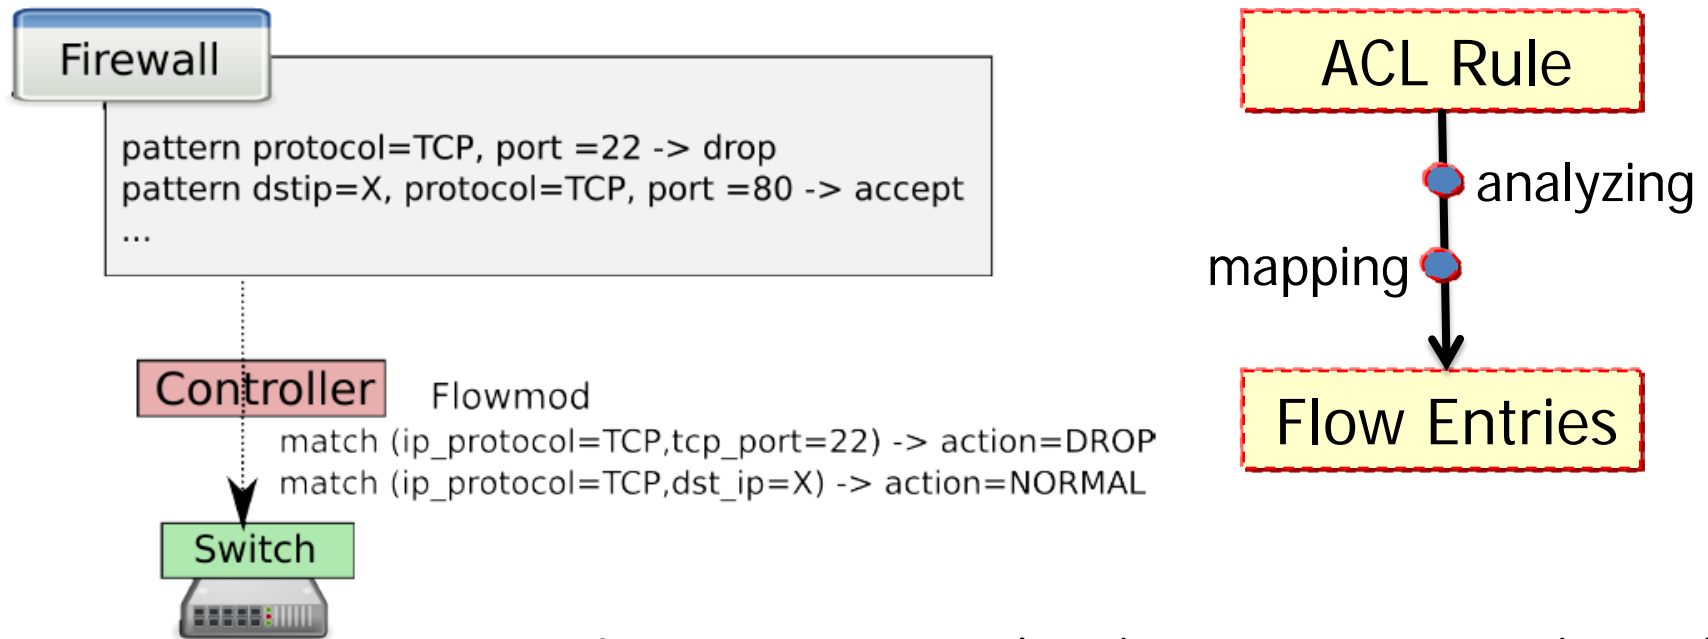 Firewall
pattern protocol=TCP, port =22 -> drop
pattern dstip=X, protocol=TCP, port =80 -> accept
...
Controller
Flowmod
match (ip_protocol=TCP,tcp_port=22) -> action=DROP
match (ip_protocol=TCP,dst_ip=X) -> action=NORMAL
Switch
ACL Rule
analyzing
mapping
Flow Entries